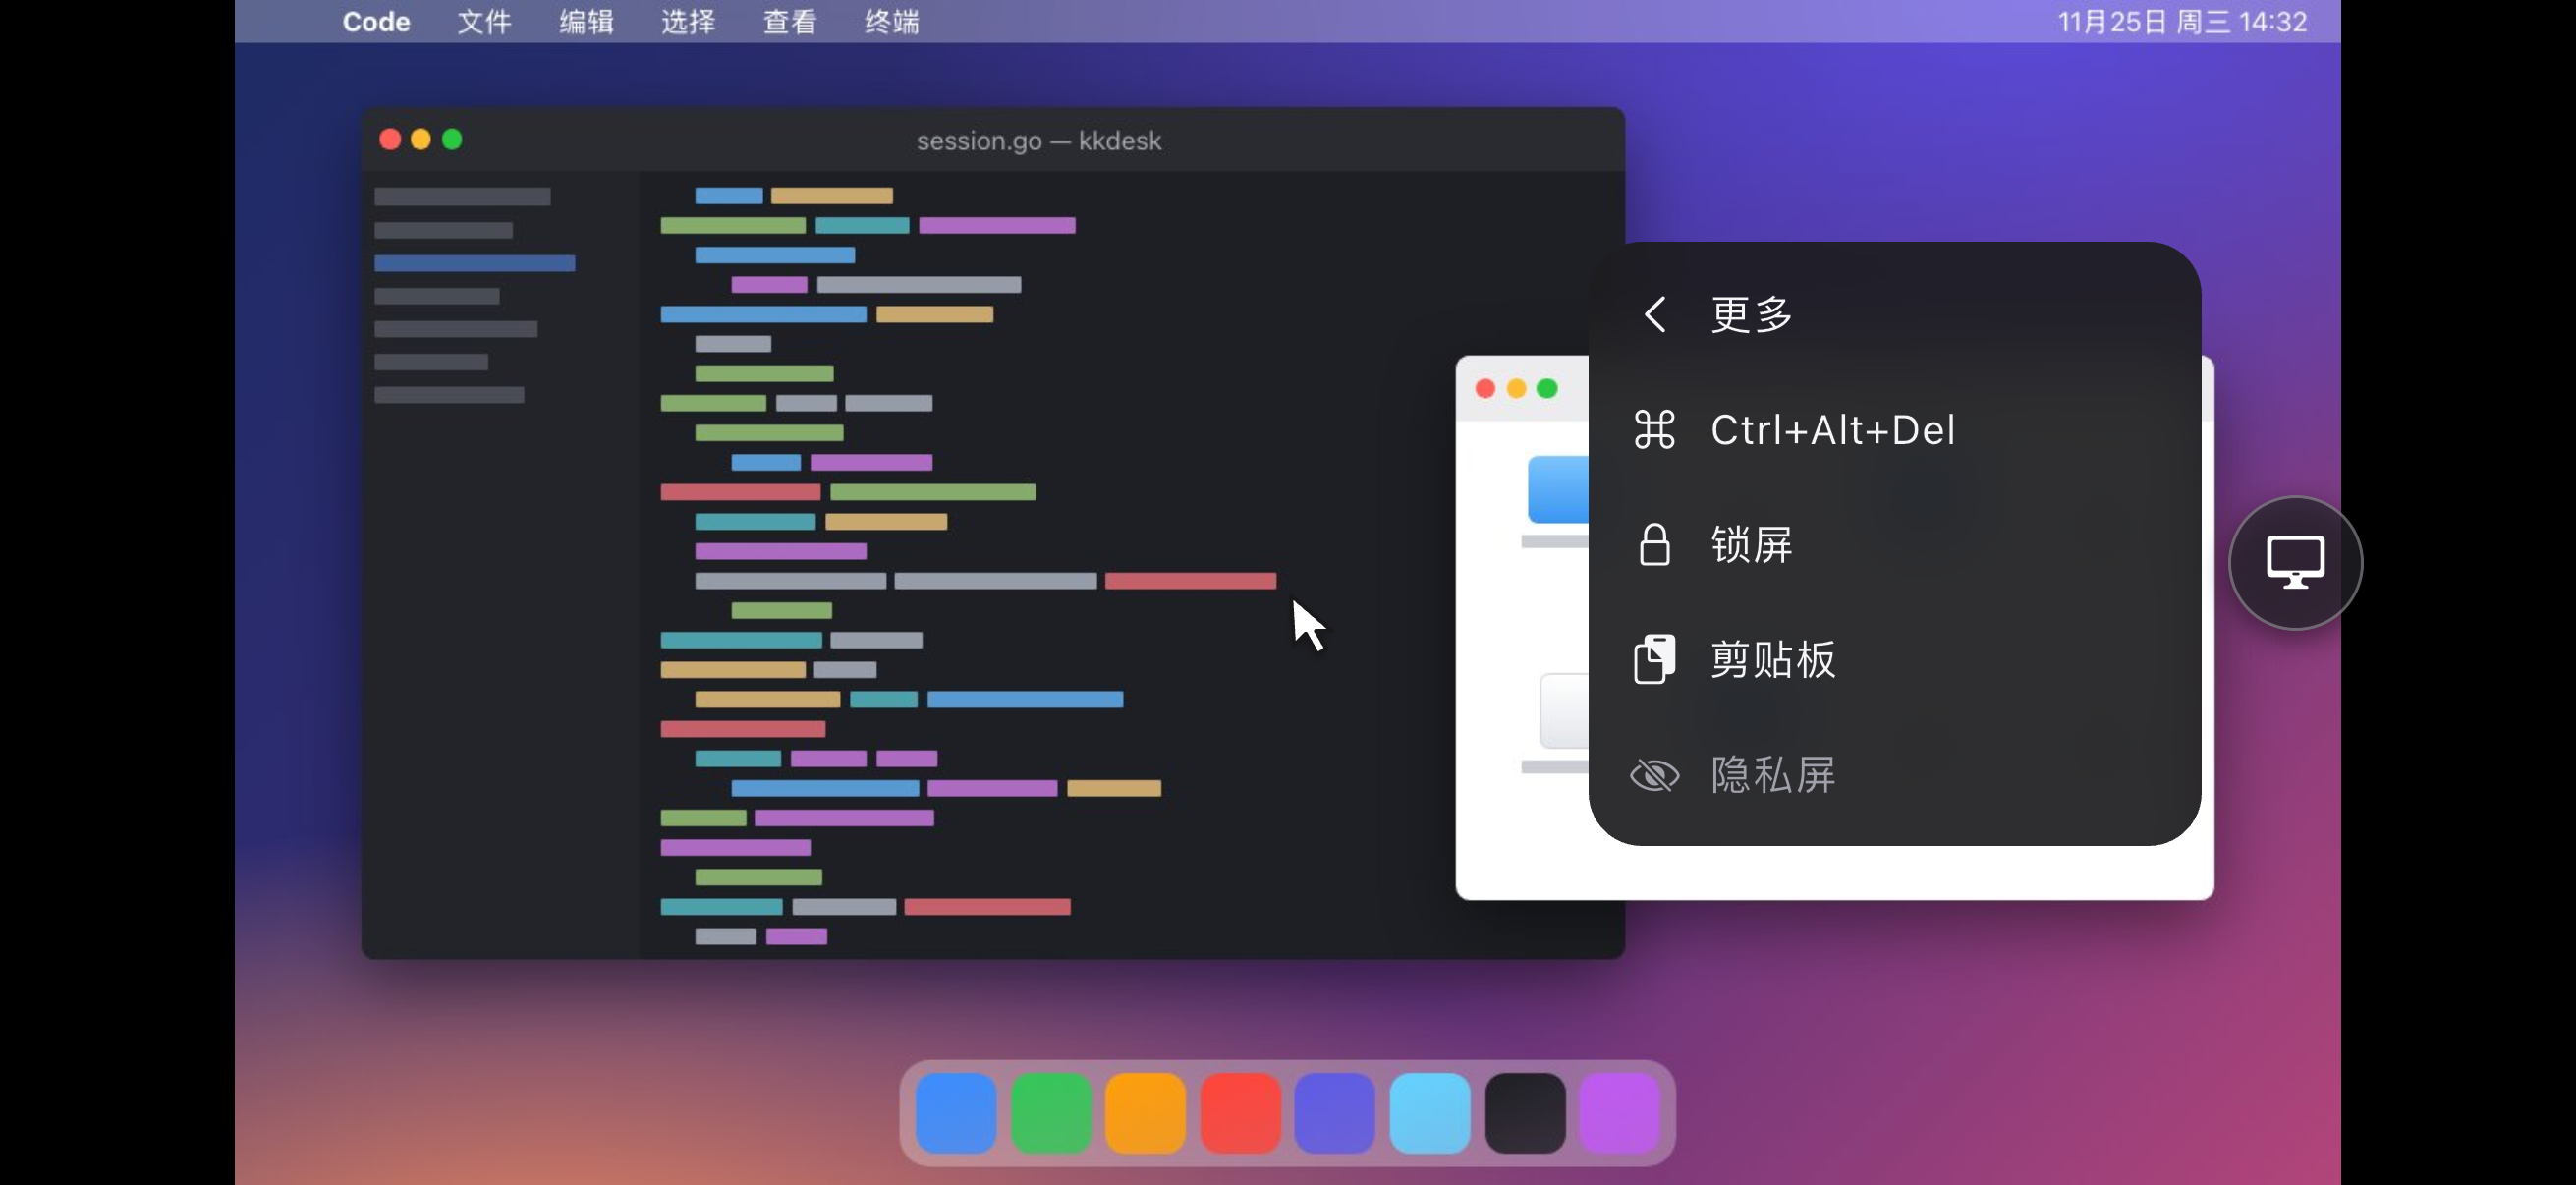 Code 文件 编辑 选择 查看 终端 11月25日 周三 14:32
session.go — kkdesk
更多
Ctrl+Alt+Del
锁屏
剪贴板
隐私屏